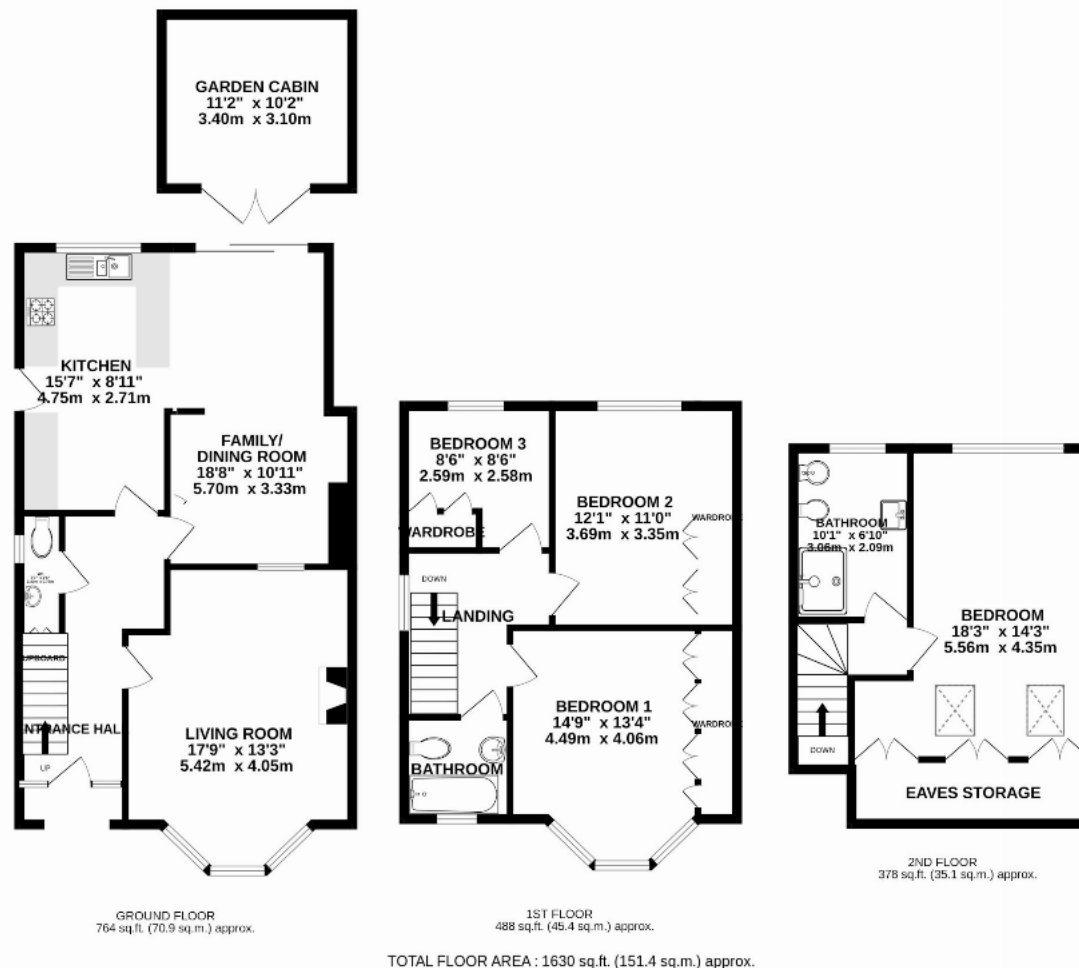 GARDEN CABIN
11'2" x 10'2"
3.40m x 3.10m
KITCHEN
15'7" x 8'11"
4.75m x 2.71m
FAMILY/
DINING ROOM
18'8" x 10'11"
5.70m x 3.33m
UPBOARD
ENTRANCE HALL
UP
LIVING ROOM
17'9" x 13'3"
5.42m x 4.05m
GROUND FLOOR
764 sq.ft. (70.9 sq.m.) approx.
BEDROOM 3
8'6" x 8'6"
2.59m x 2.58m
WARDROBE
BEDROOM 2
12'1" x 11'0"
3.69m x 3.35m
WARDROBE
DOWN
LANDING
BEDROOM 1
14'9" x 13'4"
4.49m x 4.06m
WARDROBE
BATHROOM
1ST FLOOR
488 sq.ft. (45.4 sq.m.) approx.
BATHROOM
10'1" x 6'10"
3.06m x 2.09m
BEDROOM
18'3" x 14'3"
5.56m x 4.35m
DOWN
EAVES STORAGE
2ND FLOOR
378 sq.ft. (35.1 sq.m.) approx.
TOTAL FLOOR AREA : 1630 sq.ft. (151.4 sq.m.) approx.